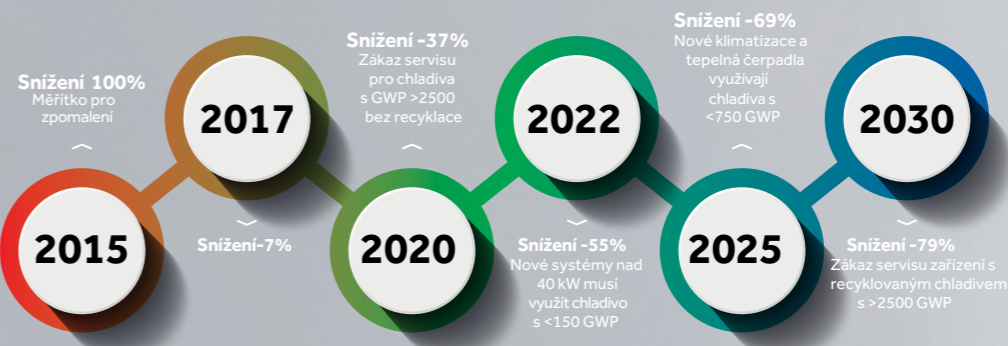 Snížení 100%
Měřítko pro
zpomalení
2015
2017
Snížení-7%
Snížení -37%
Zákaz servisu
pro chladiva
s GWP >2500
bez recyklace
2020
2022
Snížení -55%
Nové systémy nad
40 kW musí
využít chladivo
s <150 GWP
Snížení -69%
Nové klimatizace a
tepelná čerpadla
využívají
chladiva s
<750 GWP
2025
2030
Snížení -79%
Zákaz servisu zařízení s
recyklovaným chladivem
s >2500 GWP